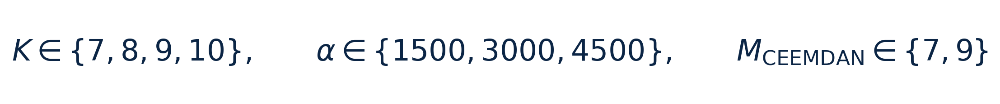 K ∈ {7, 8, 9, 10},   α ∈ {1500, 3000, 4500},   M_CEEMDAN ∈ {7, 9}